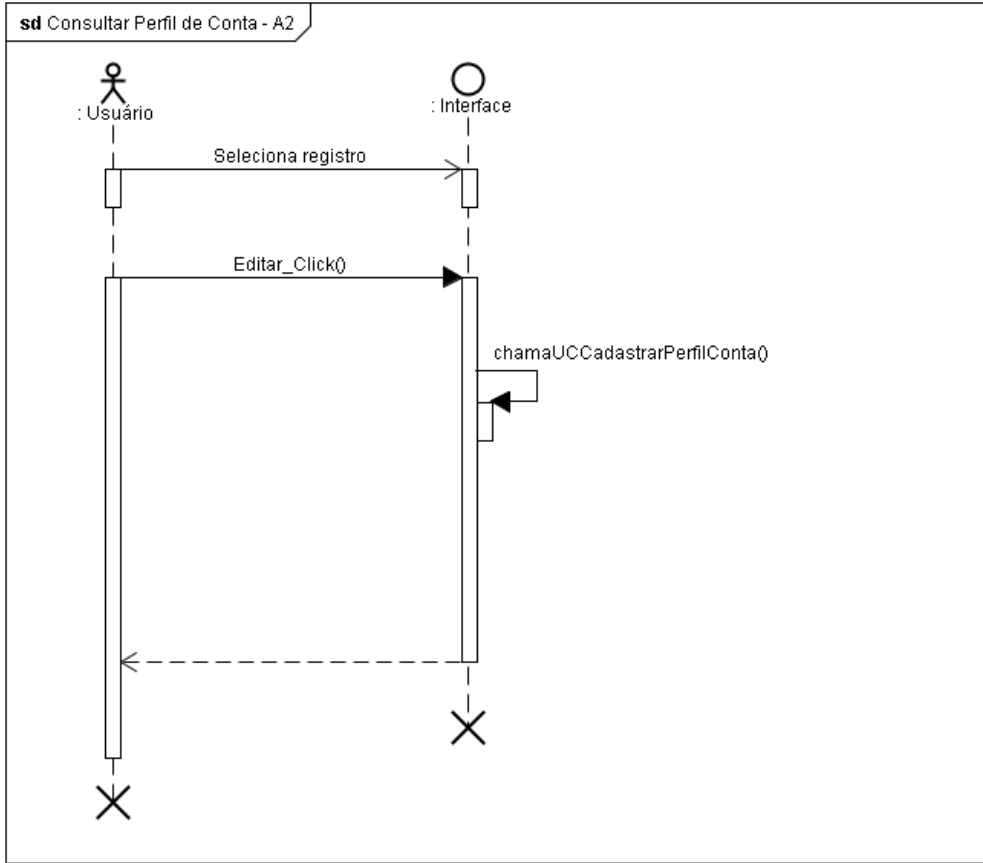 sd Consultar Perfil de Conta - A2
: Usuário
: Interface
Seleciona registro
Editar_Click()
chamaUCCadastrarPerfilConta()